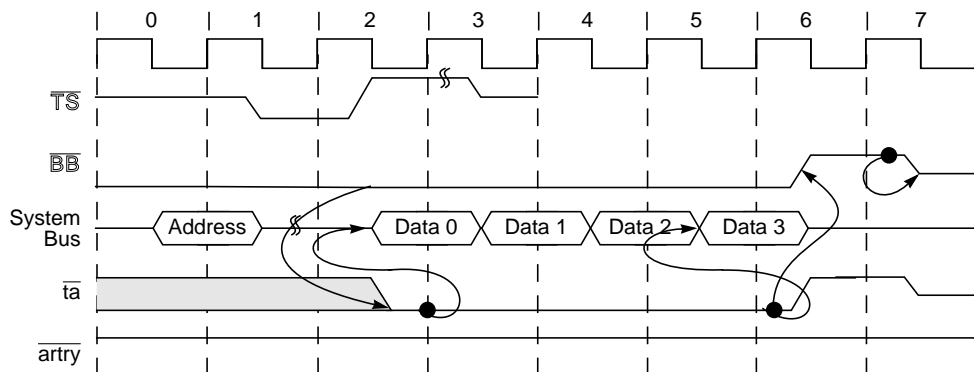 0 1 2 3 4 5 6 7
TS
BB
System
Bus
Address Data 0 Data 1 Data 2 Data 3
ta
artry